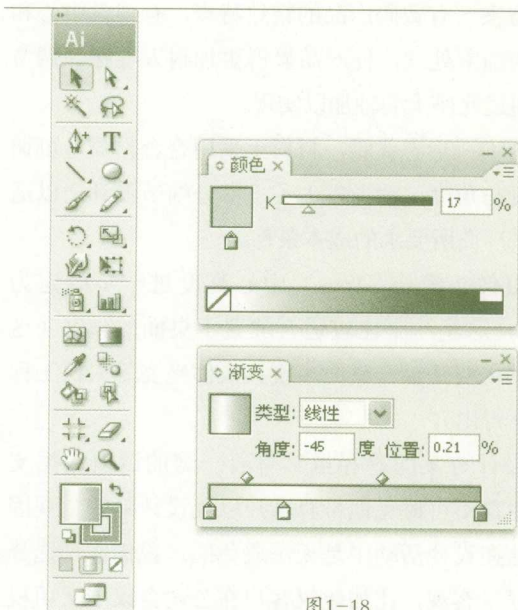 Ai
T
颜色 ×
K 17 %
渐变 ×
类型: 线性
角度: -45 度 位置: 0.21 %
图1-18